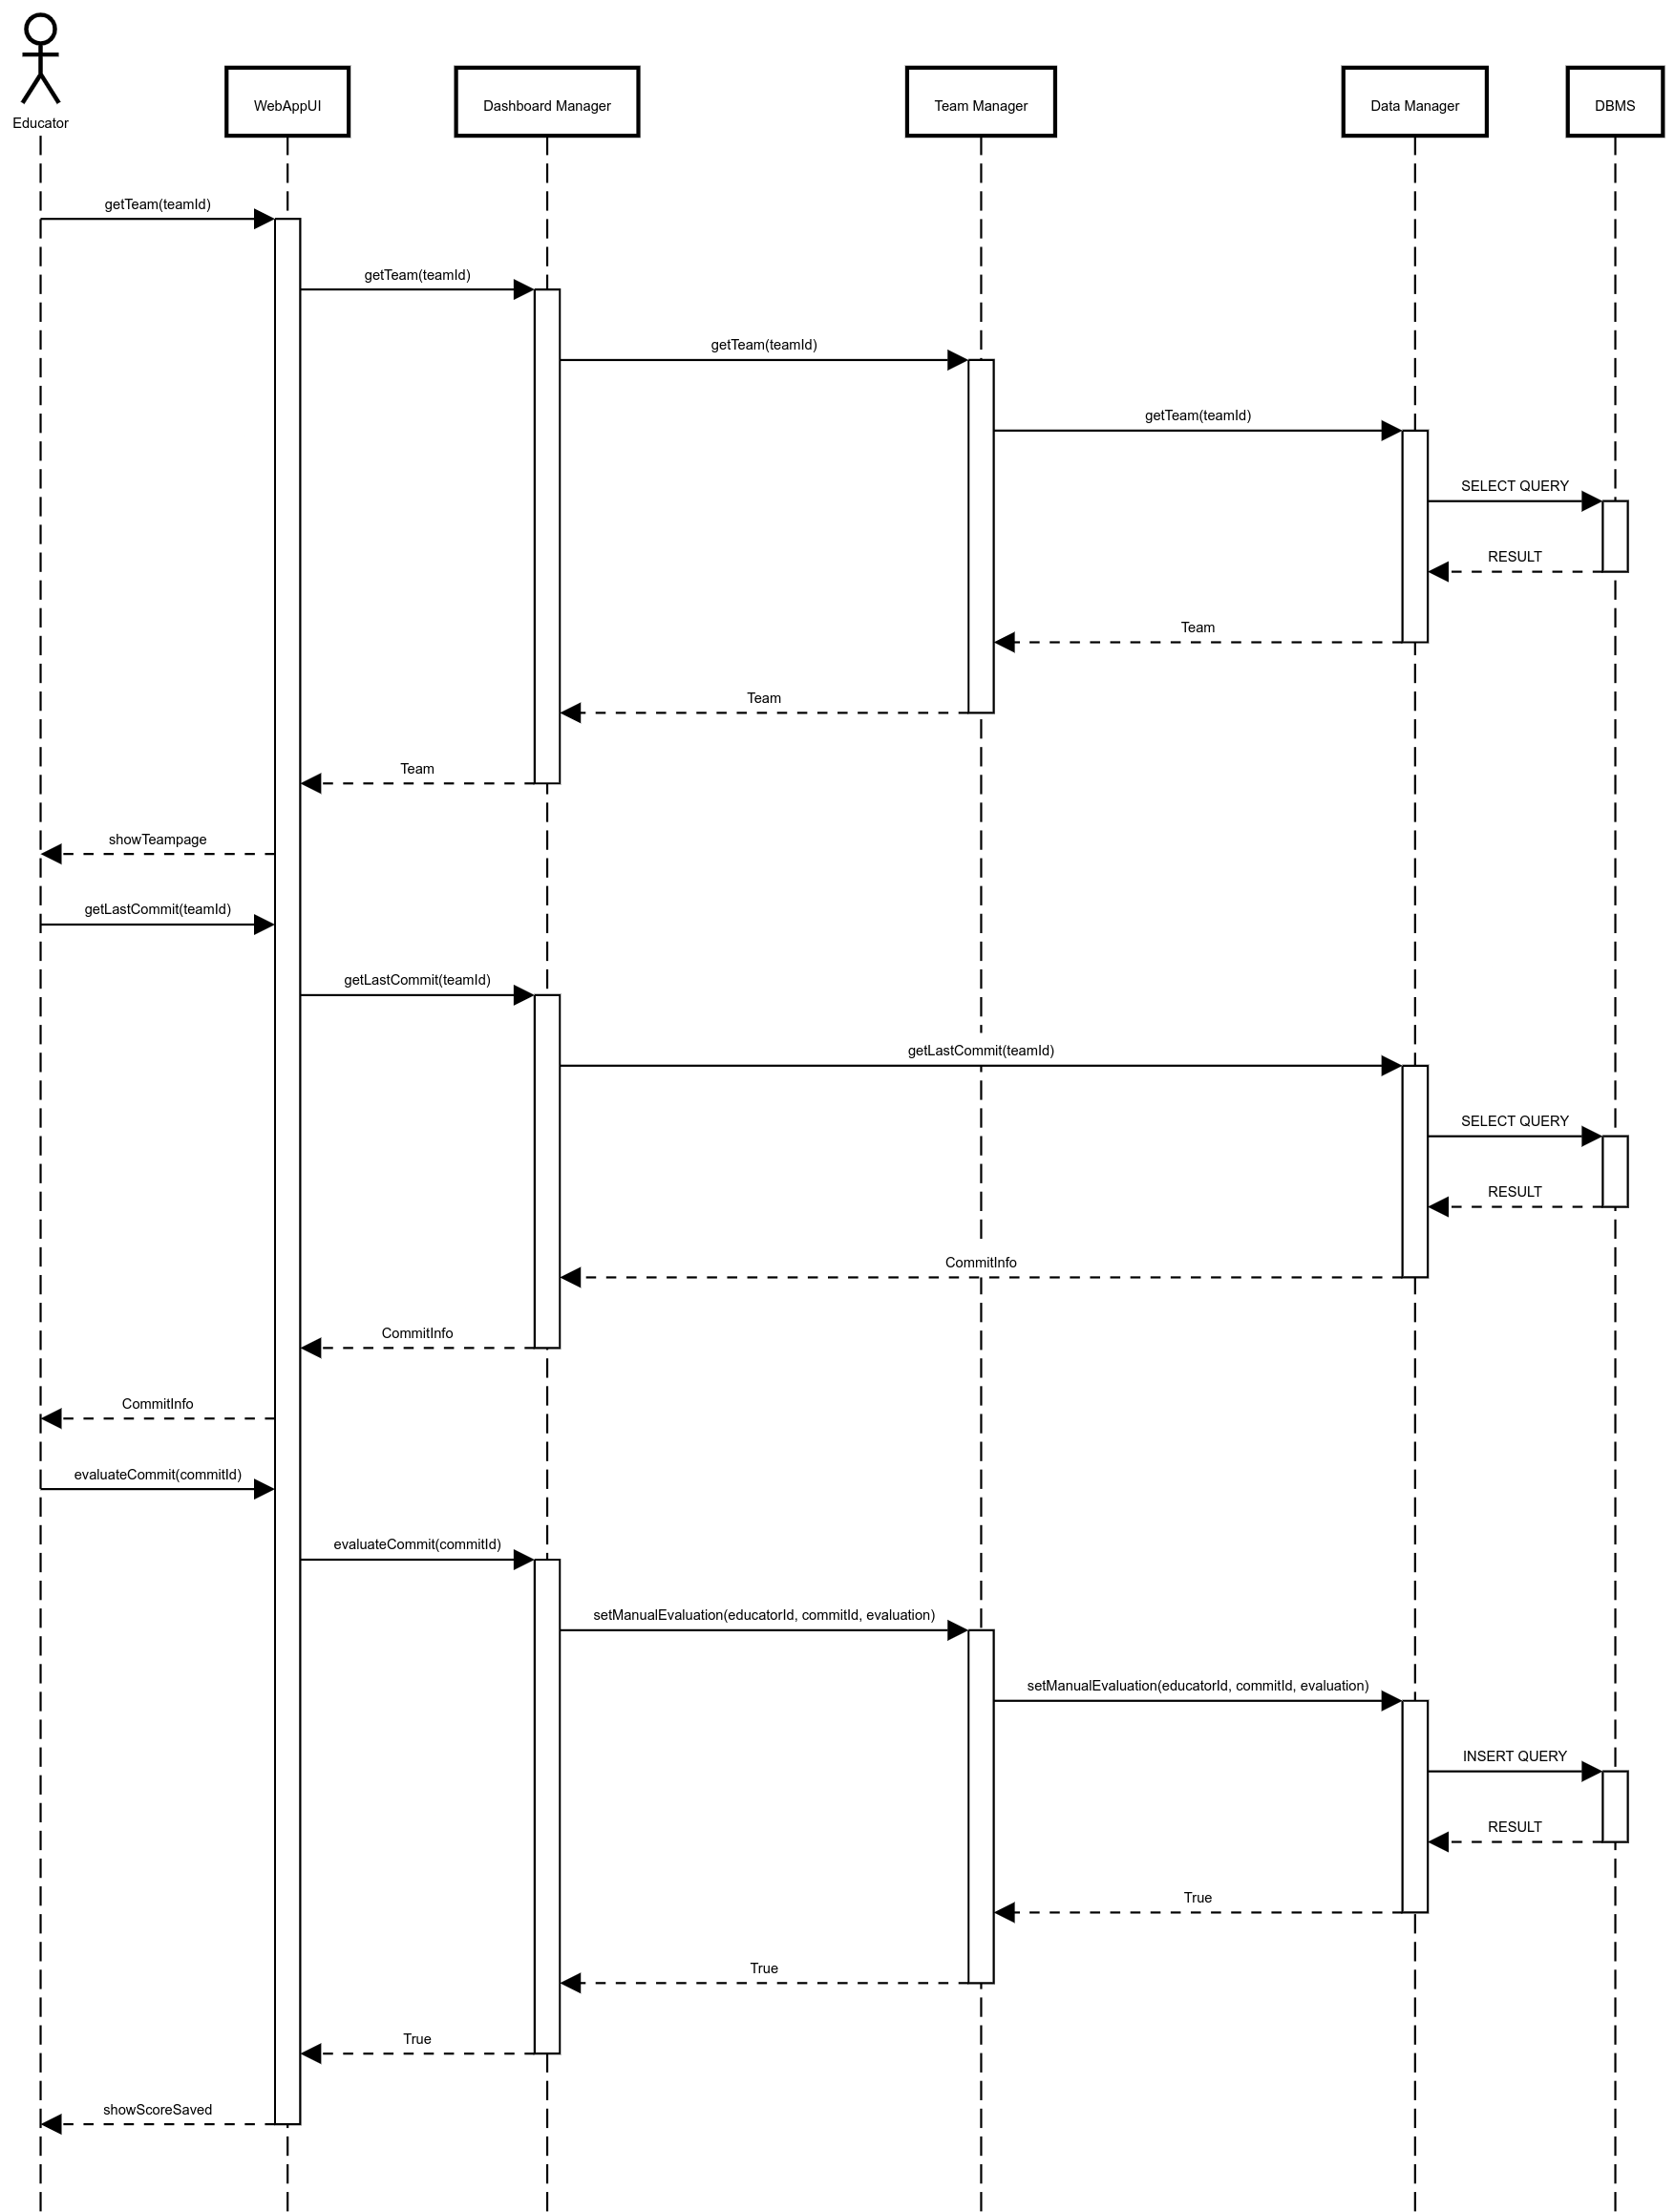 Educator
WebAppUI
Dashboard Manager
Team Manager
Data Manager
DBMS
getTeam(teamId)
getTeam(teamId)
getTeam(teamId)
getTeam(teamId)
SELECT QUERY
RESULT
Team
Team
Team
showTeampage
getLastCommit(teamId)
getLastCommit(teamId)
getLastCommit(teamId)
SELECT QUERY
RESULT
CommitInfo
CommitInfo
CommitInfo
evaluateCommit(commitId)
evaluateCommit(commitId)
setManualEvaluation(educatorId, commitId, evaluation)
setManualEvaluation(educatorId, commitId, evaluation)
INSERT QUERY
RESULT
True
True
True
showScoreSaved